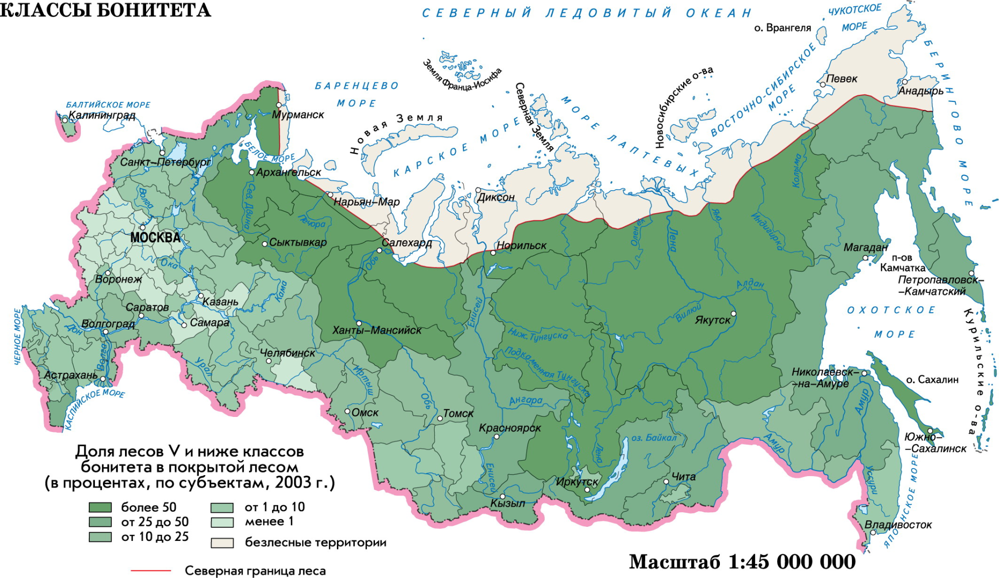 КЛАССЫ БОНИТЕТА
СЕВЕРНЫЙ ЛЕДОВИТЫЙ ОКЕАН
ЧУКОТСКОЕ
МОРЕ
о. Врангеля
БЕРИНГОВО МОРЕ
Земля Франца-Иосифа
БАРЕНЦЕВО
МОРЕ
Северная Земля
МОРЕ ЛАПТЕВЫХ
Новосибирские о-ва
ВОСТОЧНО-СИБИРСКОЕ
МОРЕ
Певек
Анадырь
БАЛТИЙСКОЕ МОРЕ
Калининград
Мурманск
Новая Земля
КАРСКОЕ МОРЕ
БЕЛОЕ МОРЕ
Санкт-Петербург
Архангельск
Нарьян-Мар
Диксон
Колыма
Волга
Сев. Двина
Печора
Оленёк
Лена
Яна
Индигирка
МОСКВА
Сыктывкар
Салехард
Норильск
Магадан
п-ов
Камчатка
Петропавловск-
-Камчатский
Ока
Обь
Воронеж
Кама
Казань
Енисей
Алдан
Вилюй
Якутск
ОХОТСКОЕ
МОРЕ
Курильские о-ва
ЧЕРНОЕ МОРЕ
Саратов
Волгоград
Дон
Самара
Ханты-Мансийск
Ниж. Тунгуска
Подкаменная Тунгуска
Волга
Урал
Челябинск
Иртыш
Астрахань
КАСПИЙСКОЕ МОРЕ
Николаевск-
-на-Амуре
о. Сахалин
Амур
Омск
Обь
Томск
Ангара
Красноярск
оз. Байкал
Лена
Амур
Южно-
-Сахалинск
Енисей
Иркутск
Чита
Кызыл
Уссури
ЯПОНСКОЕ МОРЕ
Владивосток
Доля лесов V и ниже классов
бонитета в покрытой лесом
(в процентах, по субъектам, 2003 г.)
более 50
от 25 до 50
от 10 до 25
от 1 до 10
менее 1
безлесные территории
Северная граница леса
Масштаб 1:45 000 000